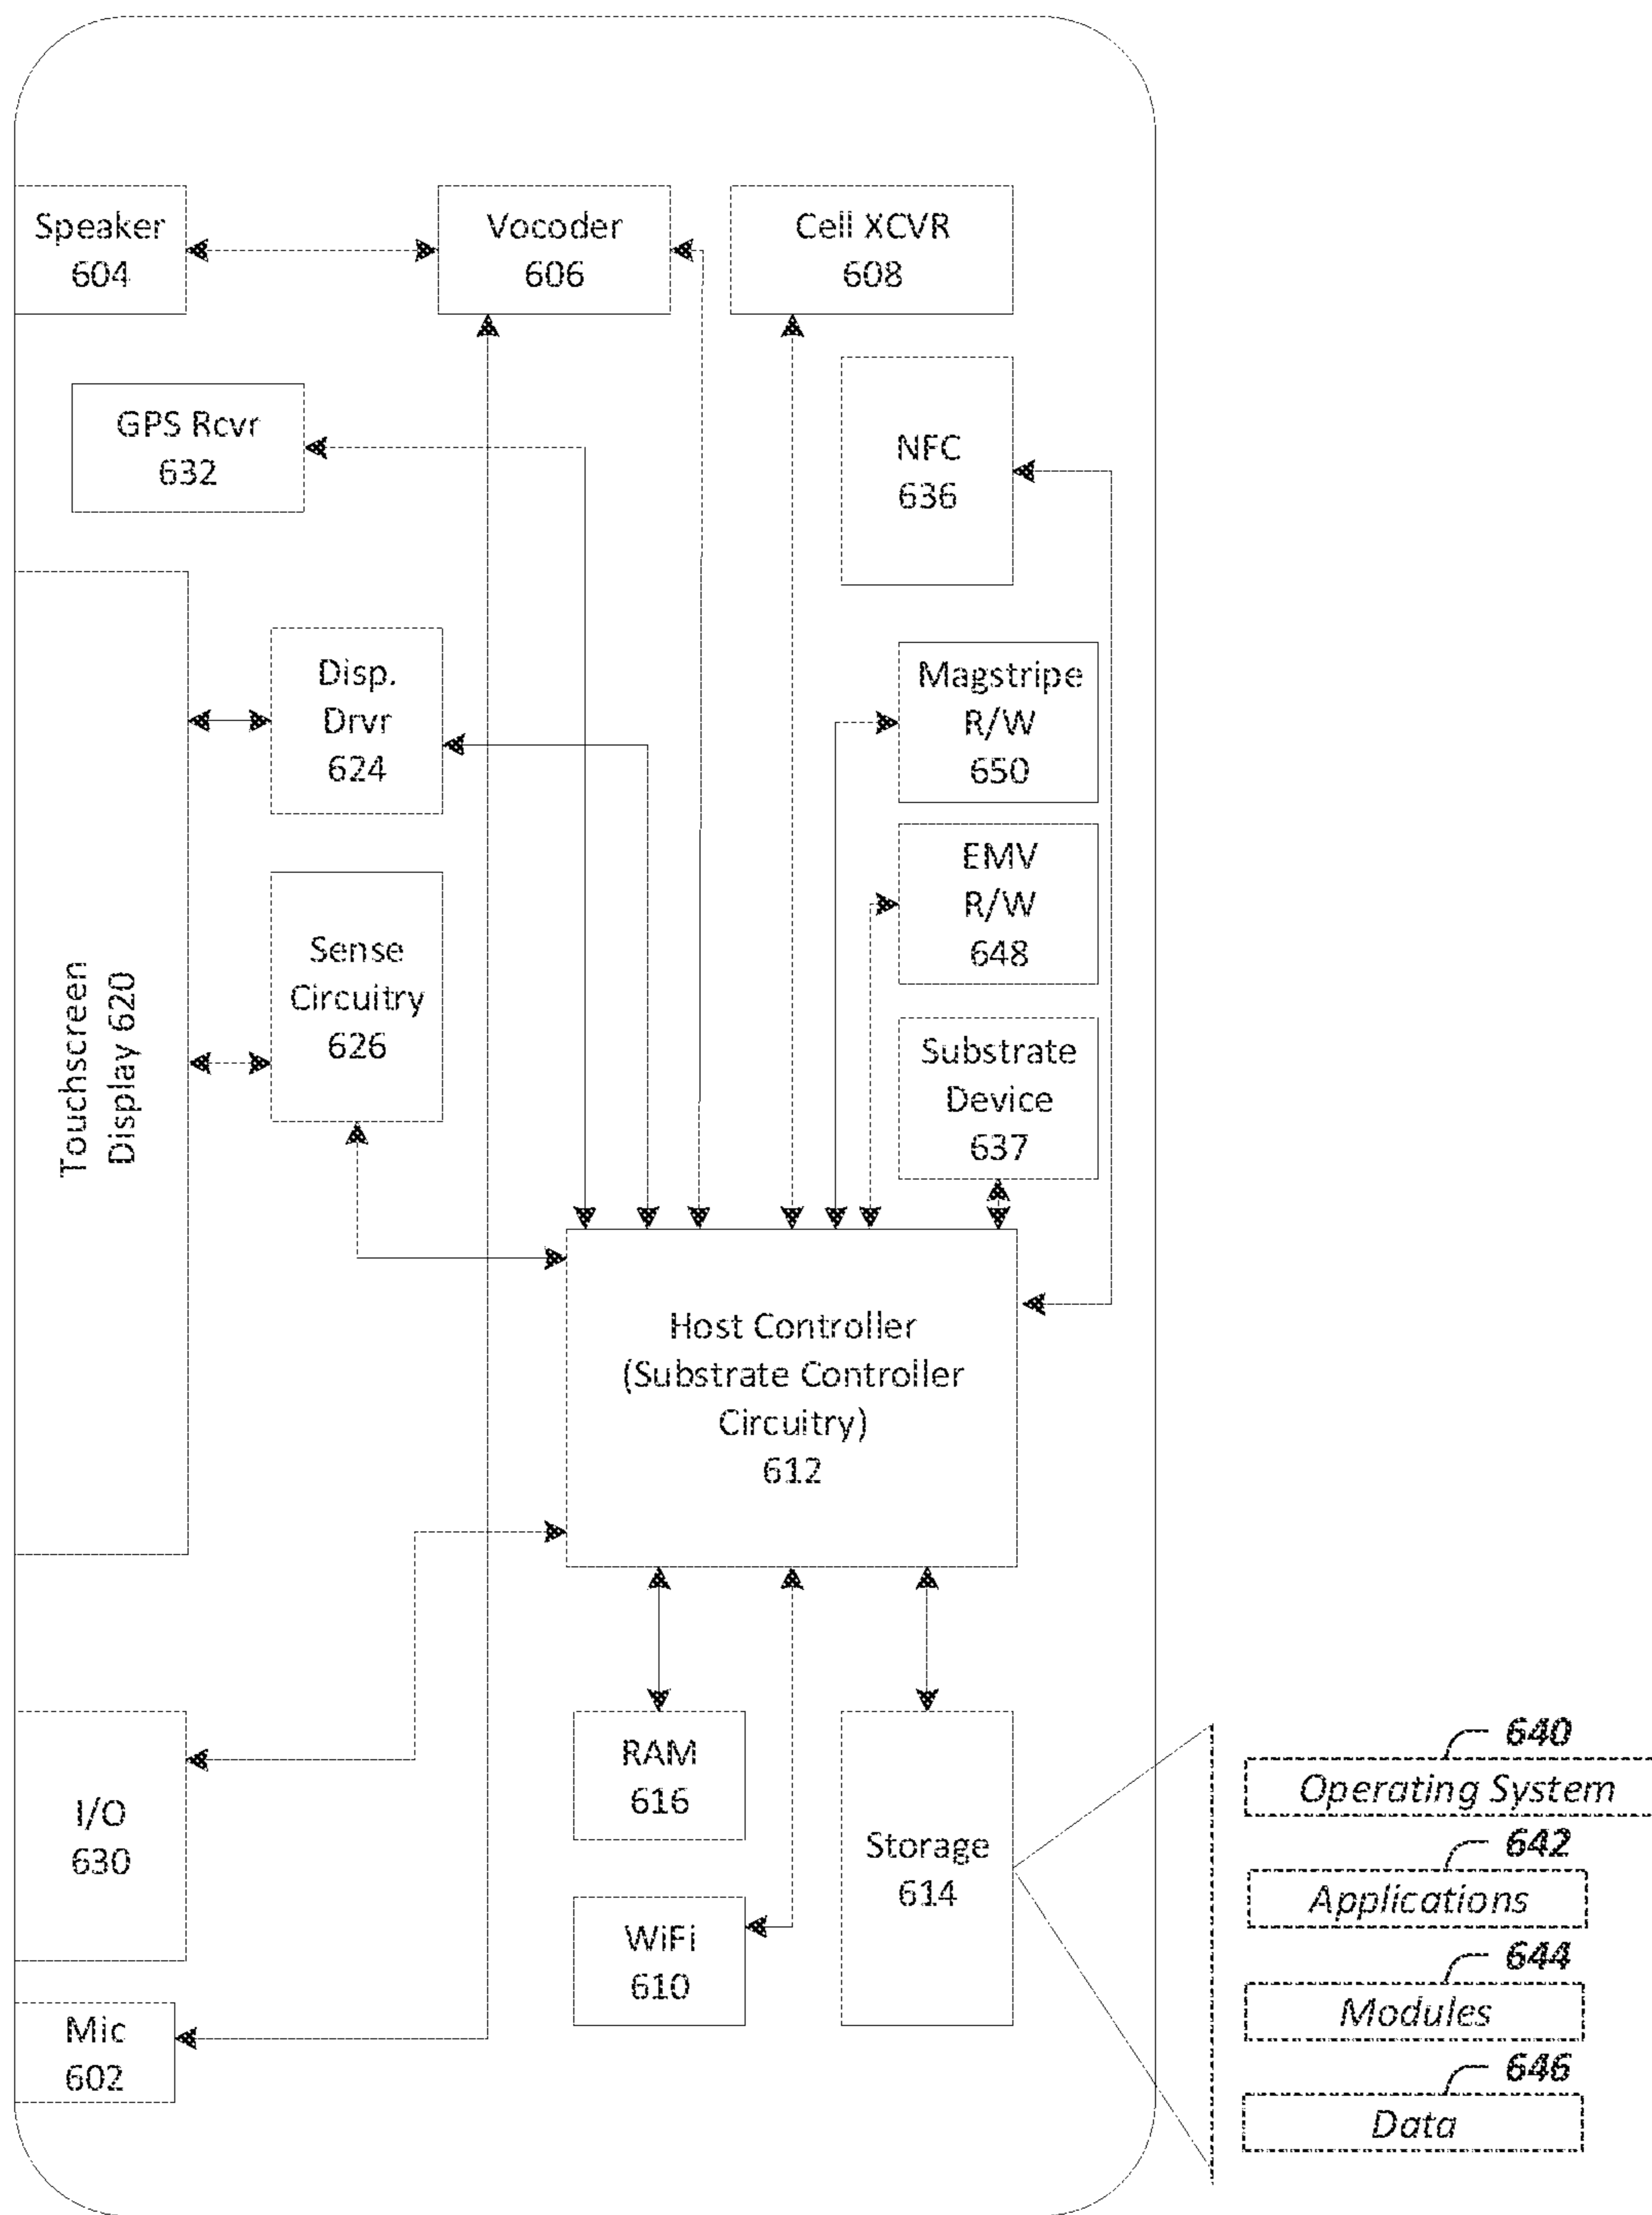 Speaker
604
Vocoder
606
Cell XCVR
608
GPS Rcvr
632
NFC
636
Disp.
Drvr
624
Magstripe
R/W
650
EMV
R/W
648
Sense
Circuitry
626
Touchscreen
Display 620
Substrate
Device
637
Host Controller
(Substrate Controller
Circuitry)
612
I/O
630
RAM
616
Storage
614
WiFi
610
Mic
602
640
Operating System
642
Applications
644
Modules
646
Data